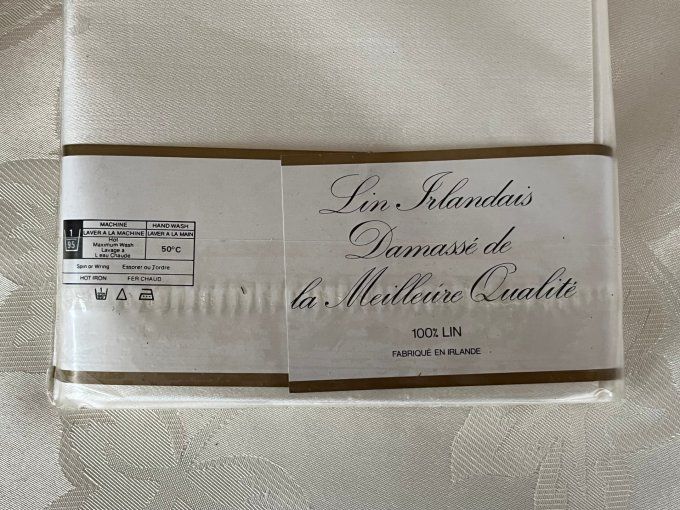 MACHINE HAND WASH
1 LAVER A LA MACHINE LAVER A LA MAIN
95 Hot 50°C
Maximum Wash
Lavage a
L'eau Chaude
Spin or Wring Essorer ou Tordre
HOT IRON FER CHAUD
Lin Irlandais
Damassé de
la Meilleure Qualité
100% LIN
FABRIQUÉ EN IRLANDE